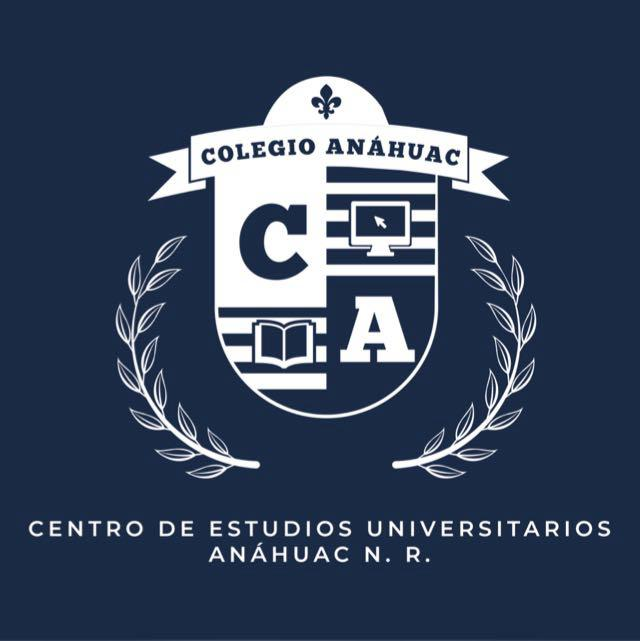 COLEGIO ANÁHUAC
C
A
CENTRO DE ESTUDIOS UNIVERSITARIOS
ANÁHUAC N. R.